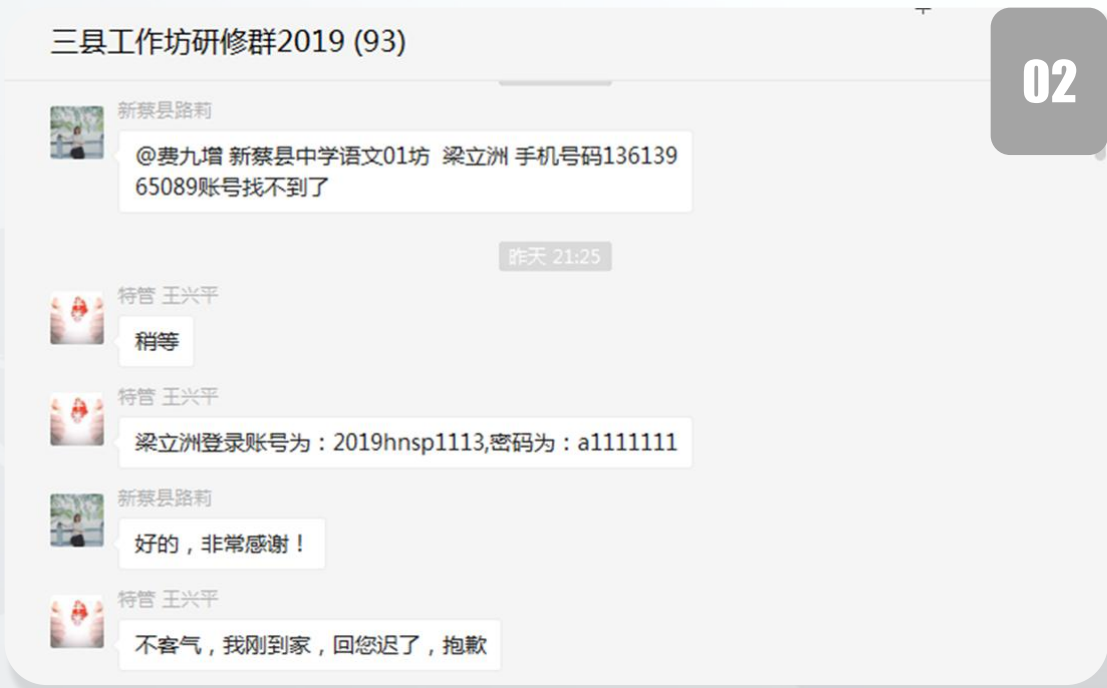 三县工作坊研修群2019 (93)
02
新蔡县路莉
@费九增 新蔡县中学语文01坊 梁立洲 手机号码136139
65089账号找不到了
昨天 21:25
特管 王兴平
稍等
特管 王兴平
梁立洲登录账号为：2019hnsp1113,密码为：a1111111
新蔡县路莉
好的，非常感谢！
特管 王兴平
不客气，我刚到家，回您迟了，抱歉